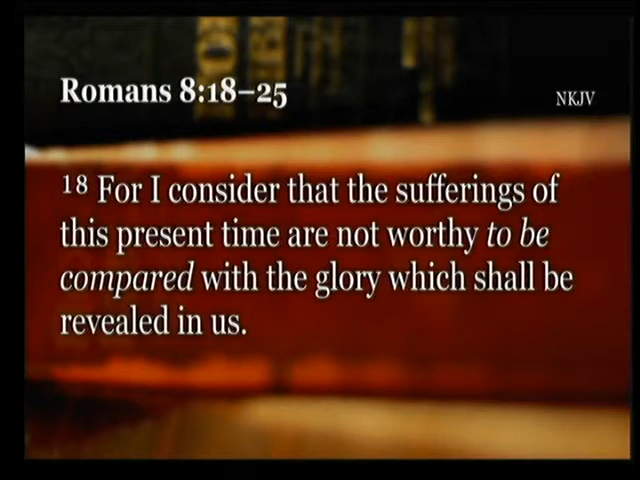 Romans 8:18–25
NKJV
18 For I consider that the sufferings of
this present time are not worthy to be
compared with the glory which shall be
revealed in us.